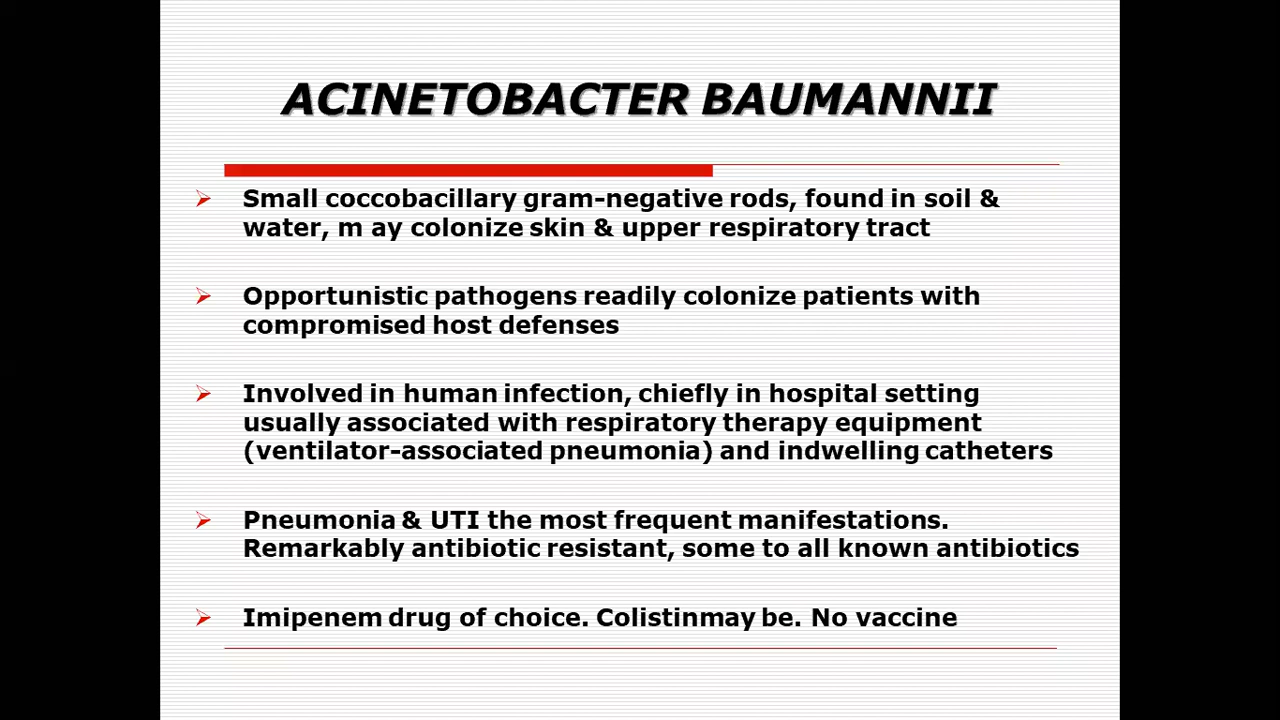 ACINETOBACTER BAUMANNII
Small coccobacillary gram-negative rods, found in soil &
water, m ay colonize skin & upper respiratory tract
Opportunistic pathogens readily colonize patients with
compromised host defenses
Involved in human infection, chiefly in hospital setting
usually associated with respiratory therapy equipment
(ventilator-associated pneumonia) and indwelling catheters
Pneumonia & UTI the most frequent manifestations.
Remarkably antibiotic resistant, some to all known antibiotics
Imipenem drug of choice. Colistinmay be. No vaccine